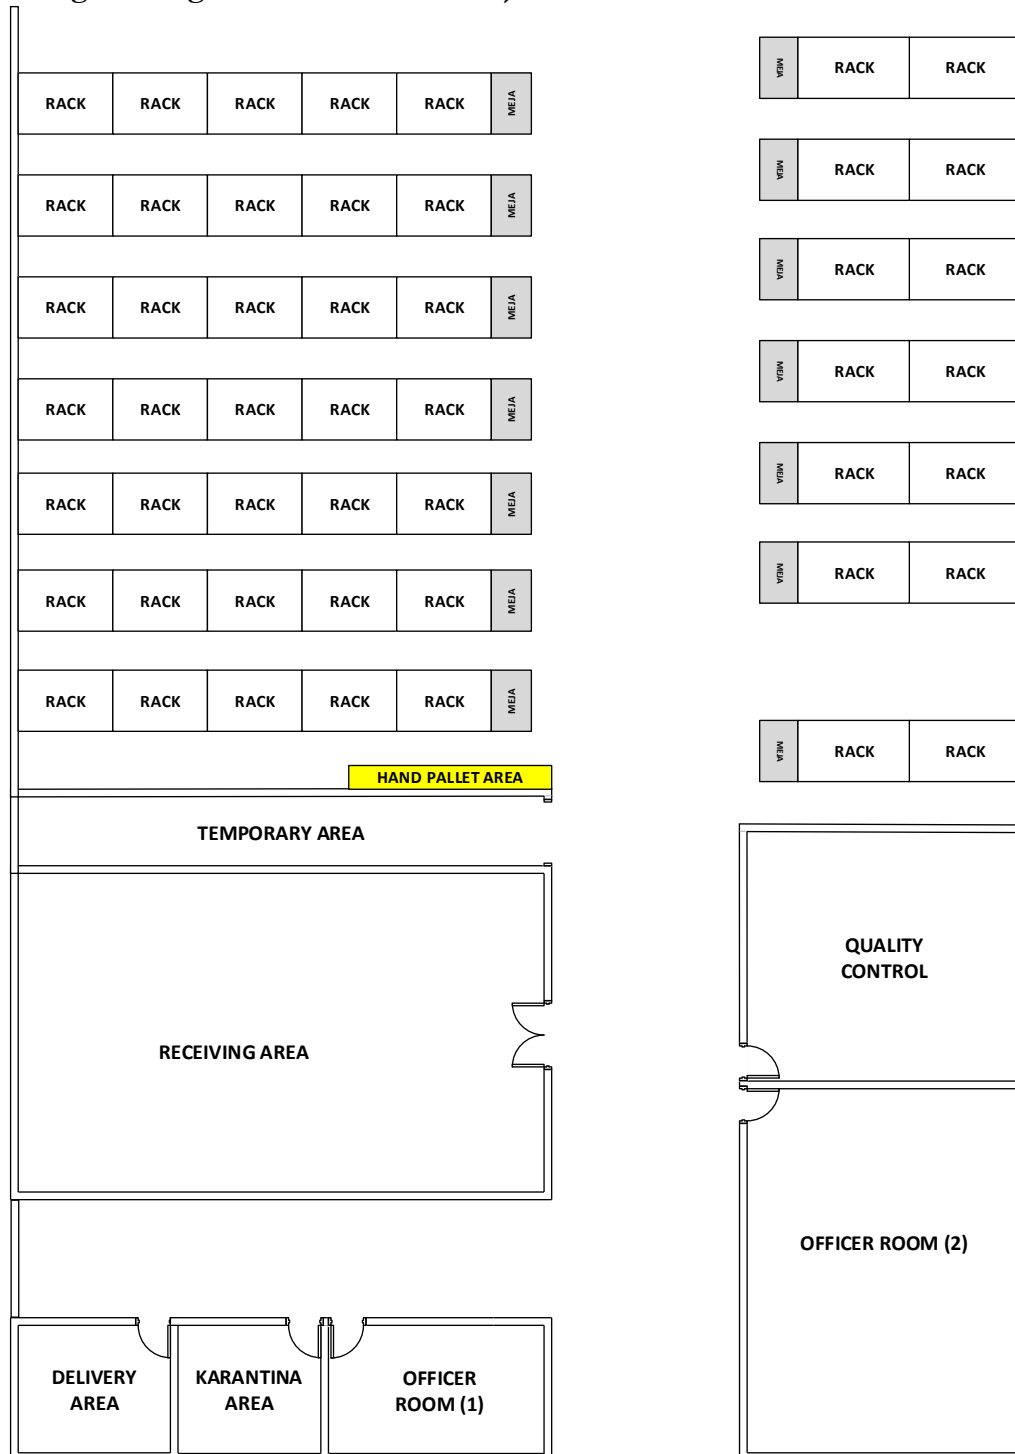 RACK RACK RACK RACK RACK MEJA
RACK RACK RACK RACK RACK MEJA
RACK RACK RACK RACK RACK MEJA
RACK RACK RACK RACK RACK MEJA
RACK RACK RACK RACK RACK MEJA
RACK RACK RACK RACK RACK MEJA
RACK RACK RACK RACK RACK MEJA
HAND PALLET AREA
TEMPORARY AREA
RECEIVING AREA
DELIVERY
AREA
KARANTINA
AREA
OFFICER
ROOM (1)
MEJA RACK RACK
MEJA RACK RACK
MEJA RACK RACK
MEJA RACK RACK
MEJA RACK RACK
MEJA RACK RACK
MEJA RACK RACK
QUALITY
CONTROL
OFFICER ROOM (2)